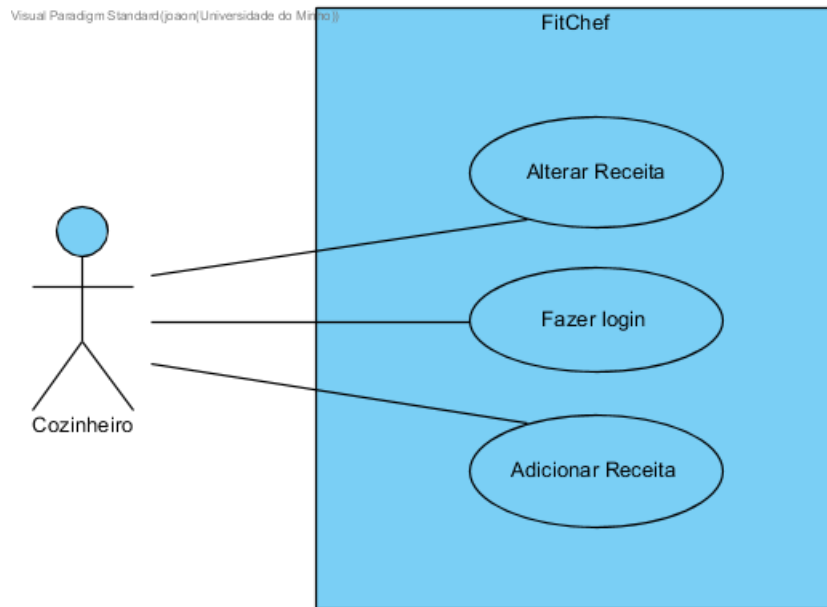 Visual Paradigm Standard(joaon(Universidade do Minho))
FitChef
Alterar Receita
Fazer login
Cozinheiro
Adicionar Receita